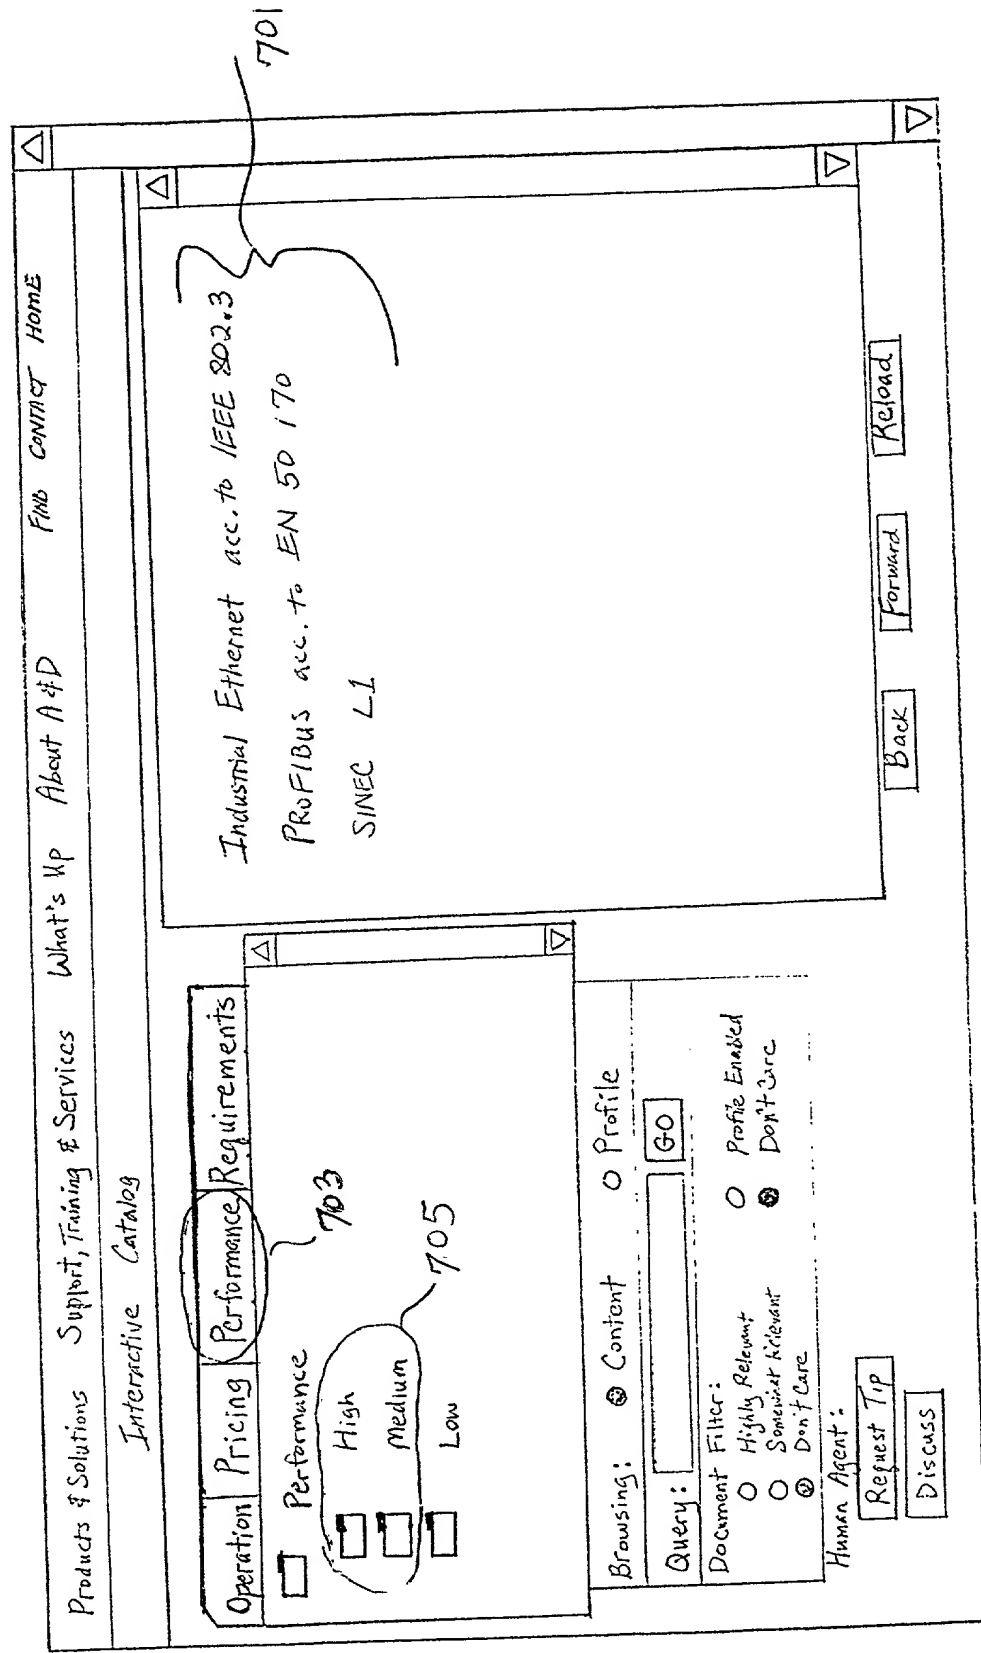 Products & Solutions Support, Training & Services What's Up About A&D FIND CONTACT HOME
Interactive Catalog
701
Operation Pricing Performance Requirements
703
Performance
High
Medium
Low
705
Industrial Ethernet acc. to IEEE 802.3
PROFIBUS acc. to EN 50 170
SINEC L1
Browsing: Content Profile
Query: GO
Document Filter:
Highly Relevant Profile Enabled
Somewhat Relevant Don't Care
Don't Care
Human Agent:
Request Tip
Discuss
Back Forward Reload